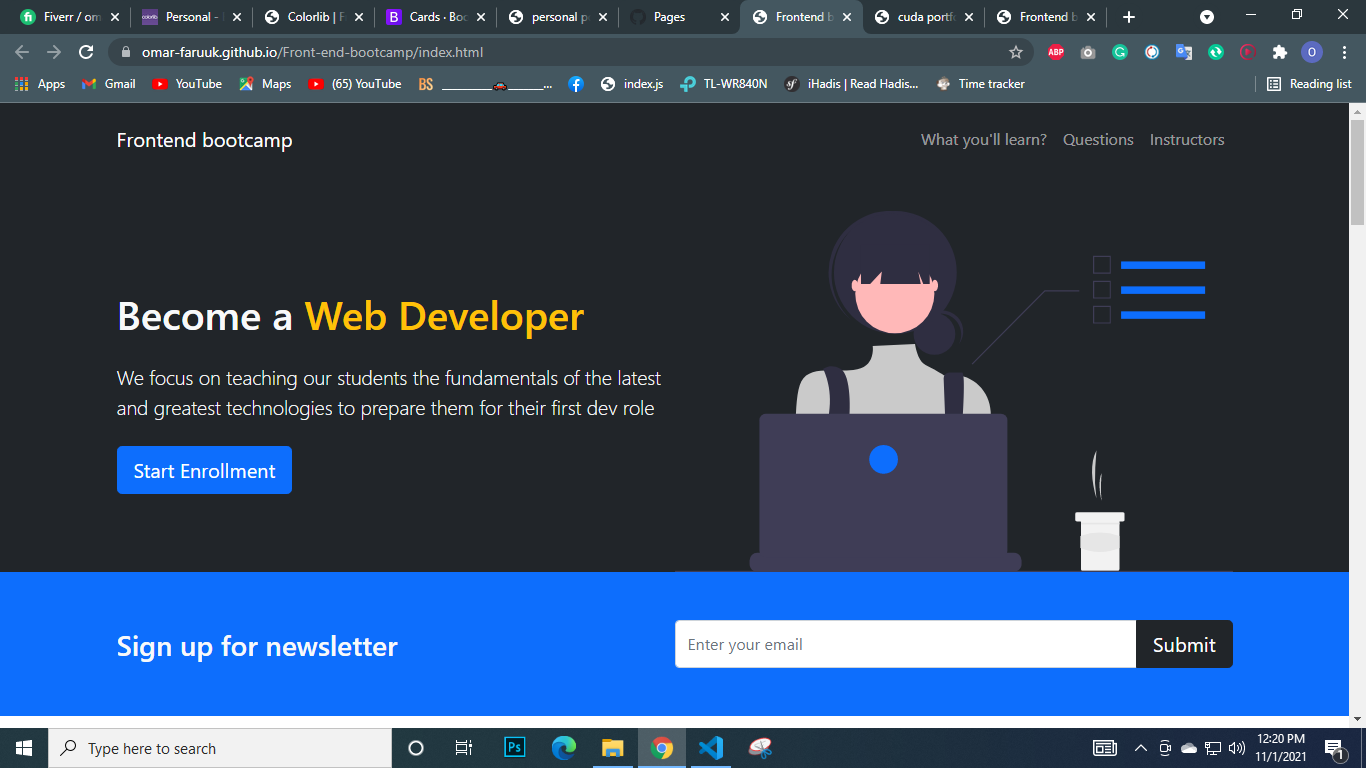 Fiverr / om
Personal -
Colorlib | F
Cards · Boo
personal po
Pages
Frontend b
cuda portfo
Frontend b
omar-faruuk.github.io/Front-end-bootcamp/index.html
ABP
O
Apps
Gmail
YouTube
Maps
(65) YouTube
BS
index.js
TL-WR840N
iHadis | Read Hadis...
Time tracker
Reading list
Frontend bootcamp
What you'll learn?
Questions
Instructors
Become a Web Developer
We focus on teaching our students the fundamentals of the latest
and greatest technologies to prepare them for their first dev role
Start Enrollment
Sign up for newsletter
Enter your email
Submit
Type here to search
Ps
12:20 PM
11/1/2021
1